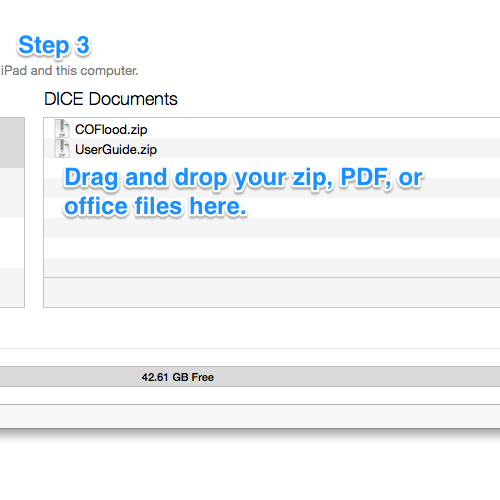 Step 3
iPad and this computer.
DICE Documents
COFlood.zip
UserGuide.zip
Drag and drop your zip, PDF, or
office files here.
42.61 GB Free